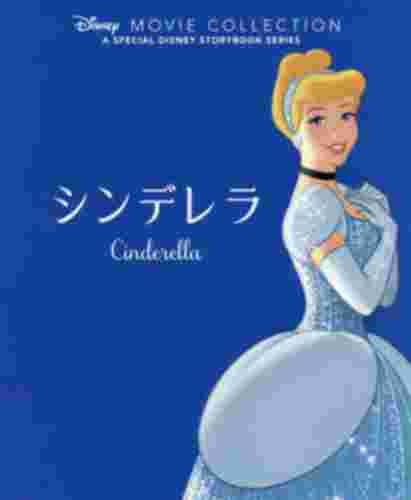 Disney MOVIE COLLECTION
A SPECIAL DISNEY STORYBOOK SERIES
シンデレラ
Cinderella